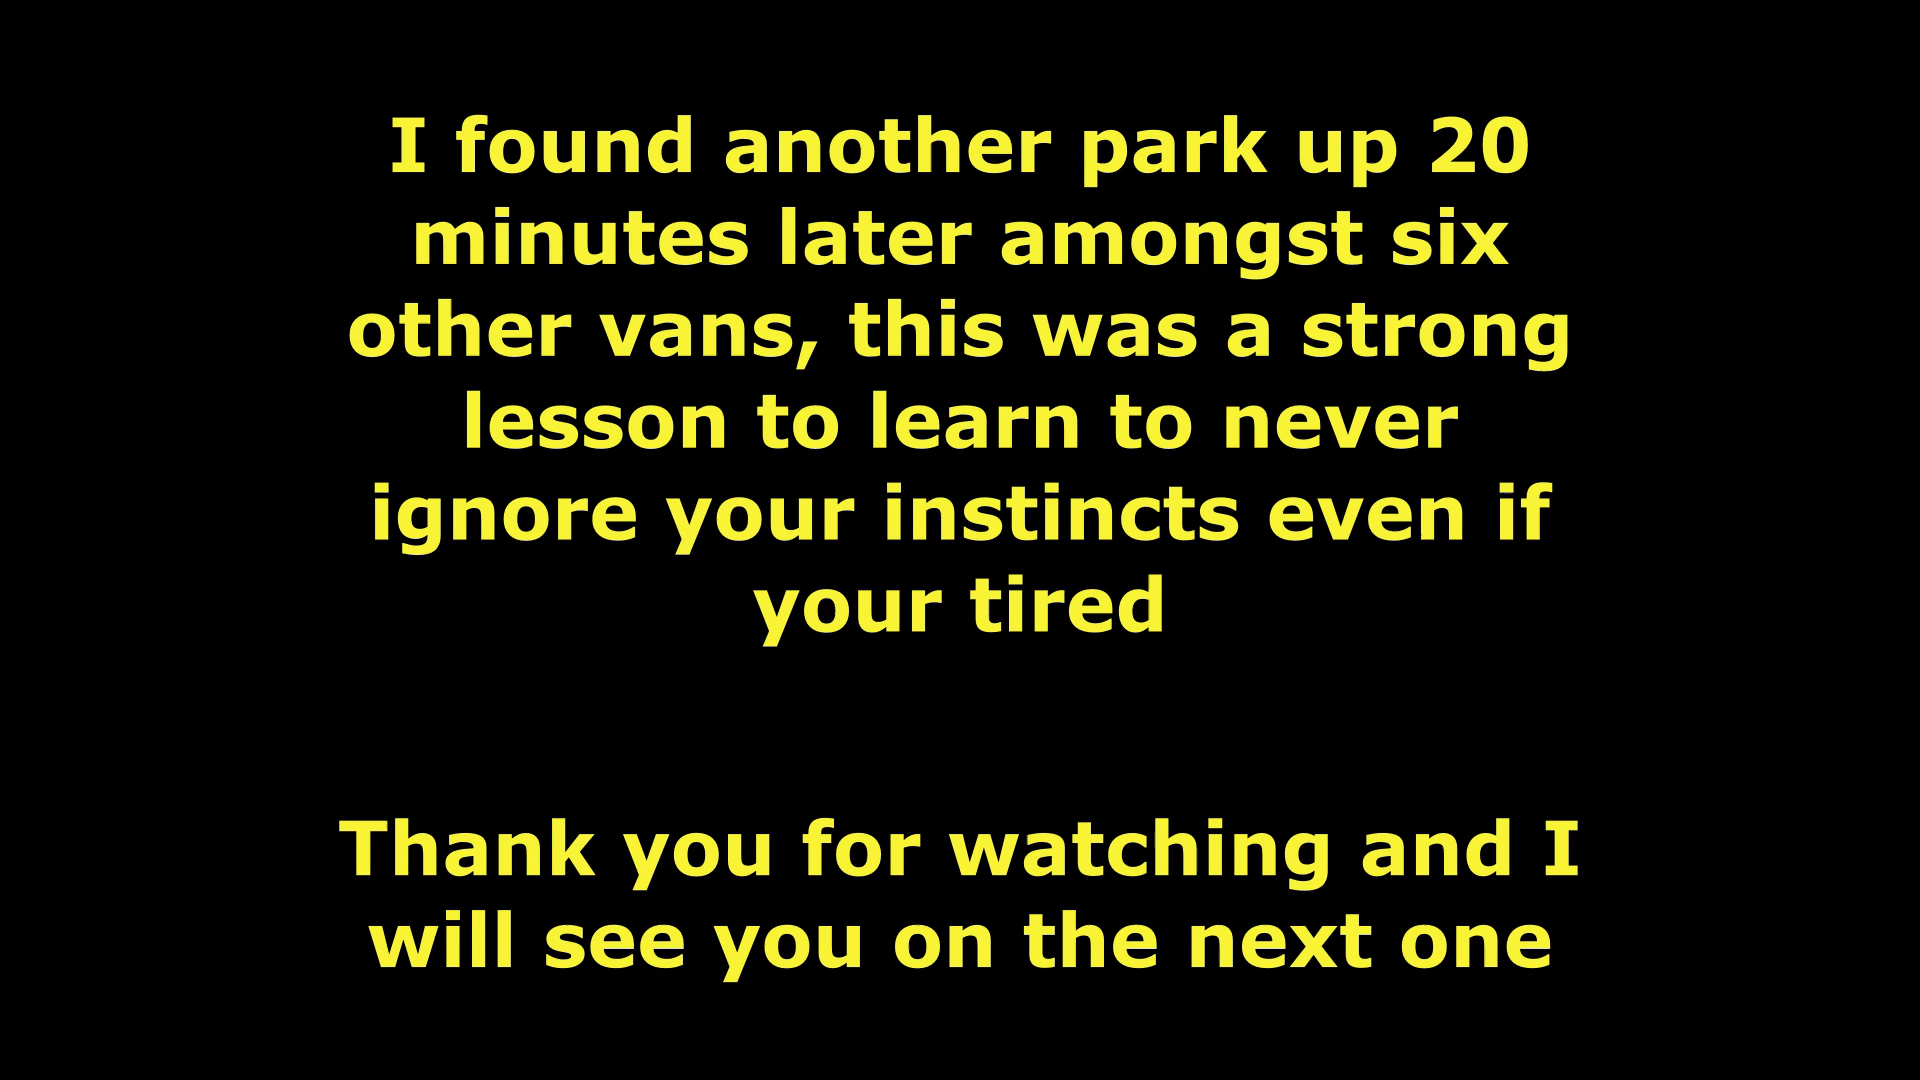 I found another park up 20
minutes later amongst six
other vans, this was a strong
lesson to learn to never
ignore your instincts even if
your tired
Thank you for watching and I
will see you on the next one